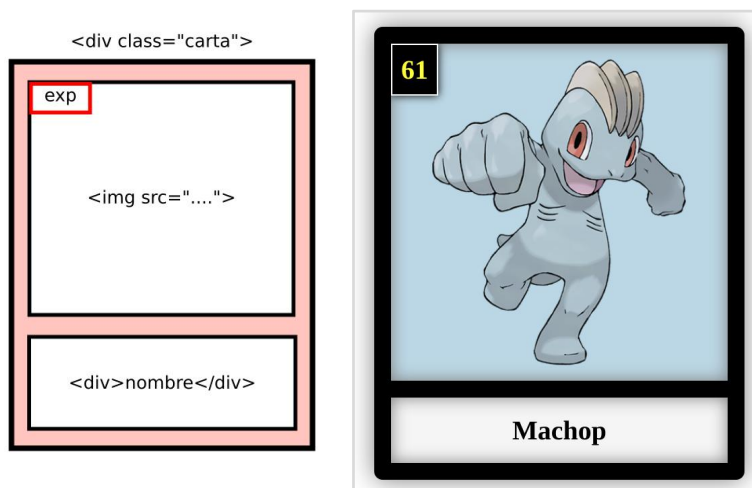 <div class="carta">
exp
<img src="....">
<div>nombre</div>
61
Machop